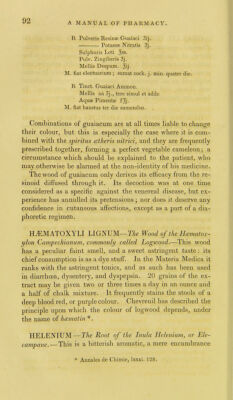 92 A MANUAL OF PHARMACY.
℞ Pulveris Resinæ Guaiaci ʒij.
——— Potassæ Nitratis ʒj.
Sulphuris Loti ʒss.
Pulv. Zingiberis ʒj.
Mellis Despum. ℥ij.
M. fiat electuarium; sumat coch. j. min. quater die.
℞ Tinct. Guaiaci Ammon.
Mellis aa ʒj., tere simul et adde
Aquæ Pimentæ f℥j.
M. fiat haustus ter die sumendus.
Combinations of guaiacum are at all times liable to change
their colour, but this is especially the case where it is com-
bined with the spiritus ætheris nitrici, and they are frequently
prescribed together, forming a perfect vegetable cameleon; a
circumstance which should be explained to the patient, who
may otherwise be alarmed at the non-identity of his medicine.
The wood of guaiacum only derives its efficacy from the re-
sinoid diffused through it. Its decoction was at one time
considered as a specific against the venereal disease, but ex-
perience has annulled its pretensions; nor does it deserve any
confidence in cutaneous affections, except as a part of a dia-
phoretic regimen.
HÆMATOXYLI LIGNUM—The Wood of the Hæmatox-
ylon Campechianum, commonly called Logwood.—This wood
has a peculiar faint smell, and a sweet astringent taste: its
chief consumption is as a dye stuff. In the Materia Medica it
ranks with the astringent tonics, and as such has been used
in diarrhœa, dysentery, and dyspepsia. 20 grains of the ex-
tract may be given two or three times a day in an ounce and
a half of chalk mixture. It frequently stains the stools of a
deep blood red, or purple colour. Chevreuil has described the
principle upon which the colour of logwood depends, under
the name of hæmatin *.
HELENIUM—The Root of the Inula Helenium, or Ele-
campane.—This is a bitterish aromatic, a mere encumbrance
* Annales de Chimie, lxxxi. 128.